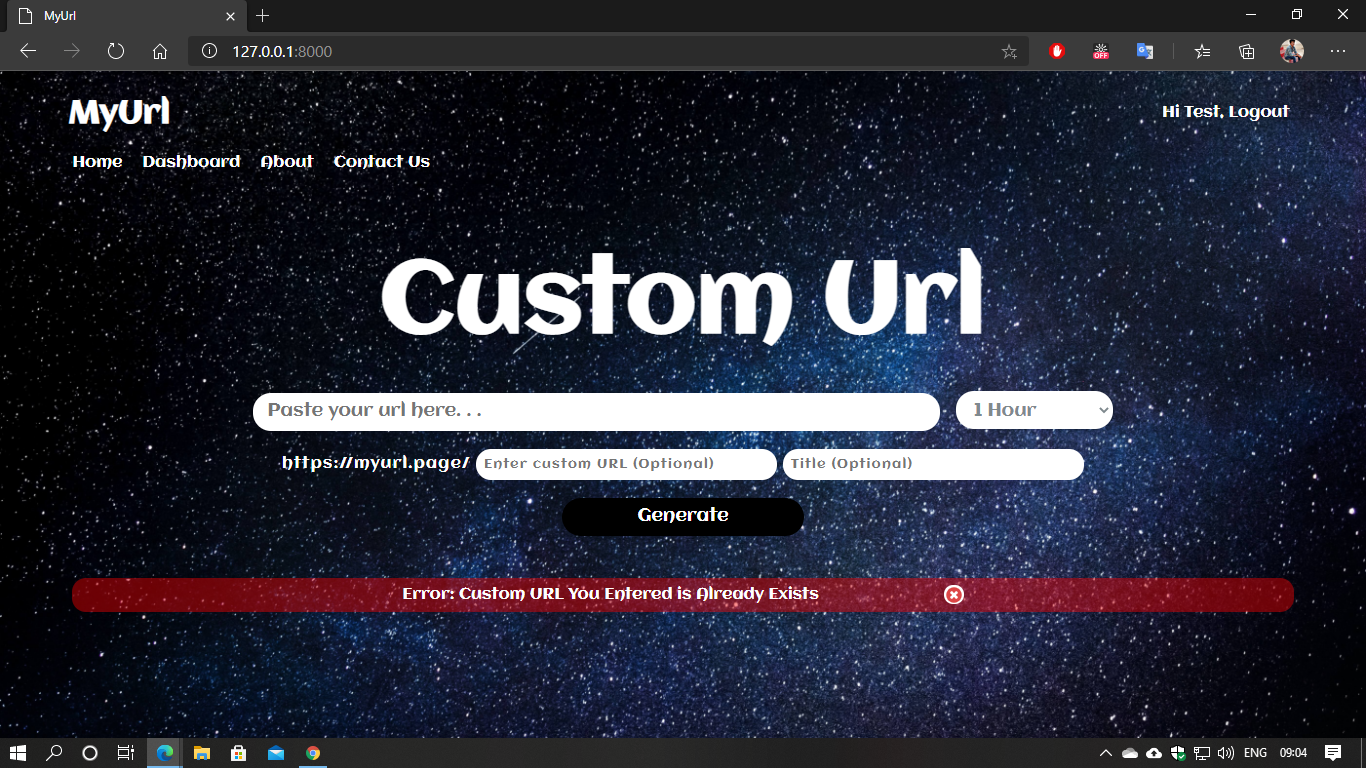 MyUrl
127.0.0.1:8000
OFF
MyUrl
Hi Test, Logout
Home Dashboard About Contact Us
Custom Url
Paste your url here. . .
1 Hour
https://myurl.page/ Enter custom URL (Optional) Title (Optional)
Generate
Error: Custom URL You Entered is Already Exists
ENG 09:04